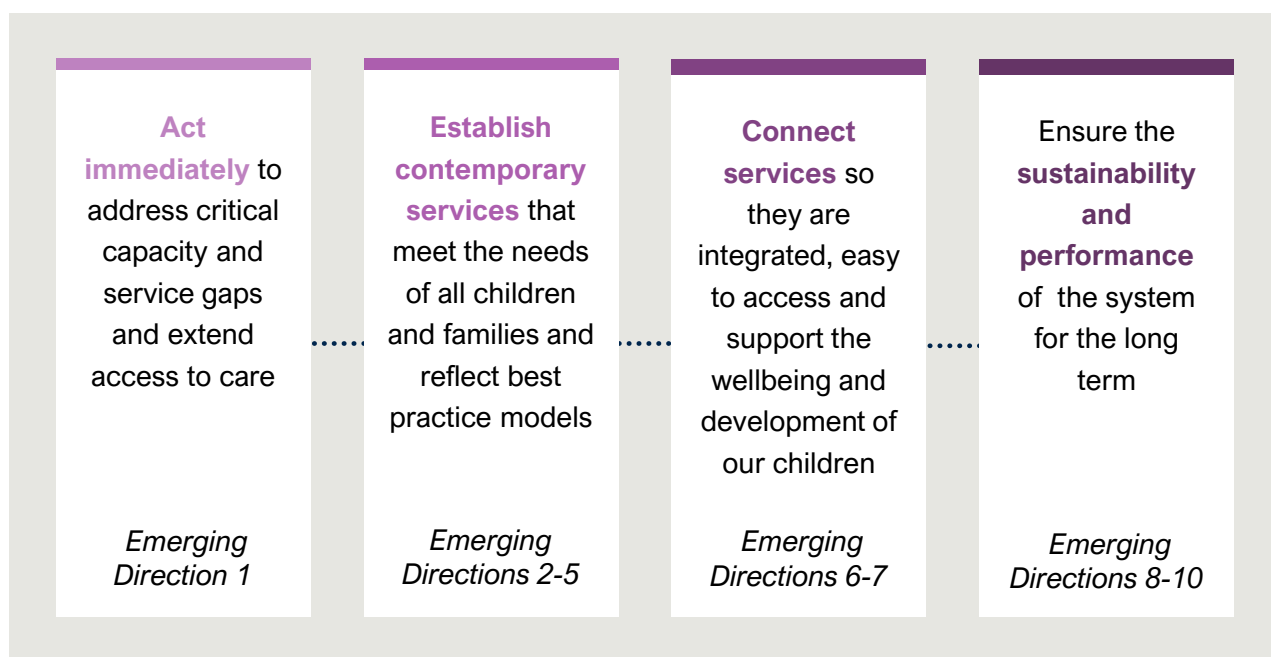 Act
immediately to
address critical
capacity and
service gaps
and extend
access to care
Emerging
Direction 1
Establish
contemporary
services that
meet the needs
of all children
and families and
reflect best
practice models
Emerging
Directions 2-5
Connect
services so
they are
integrated, easy
to access and
support the
wellbeing and
development of
our children
Emerging
Directions 6-7
Ensure the
sustainability
and
performance
of  the system
for the long
term
Emerging
Directions 8-10